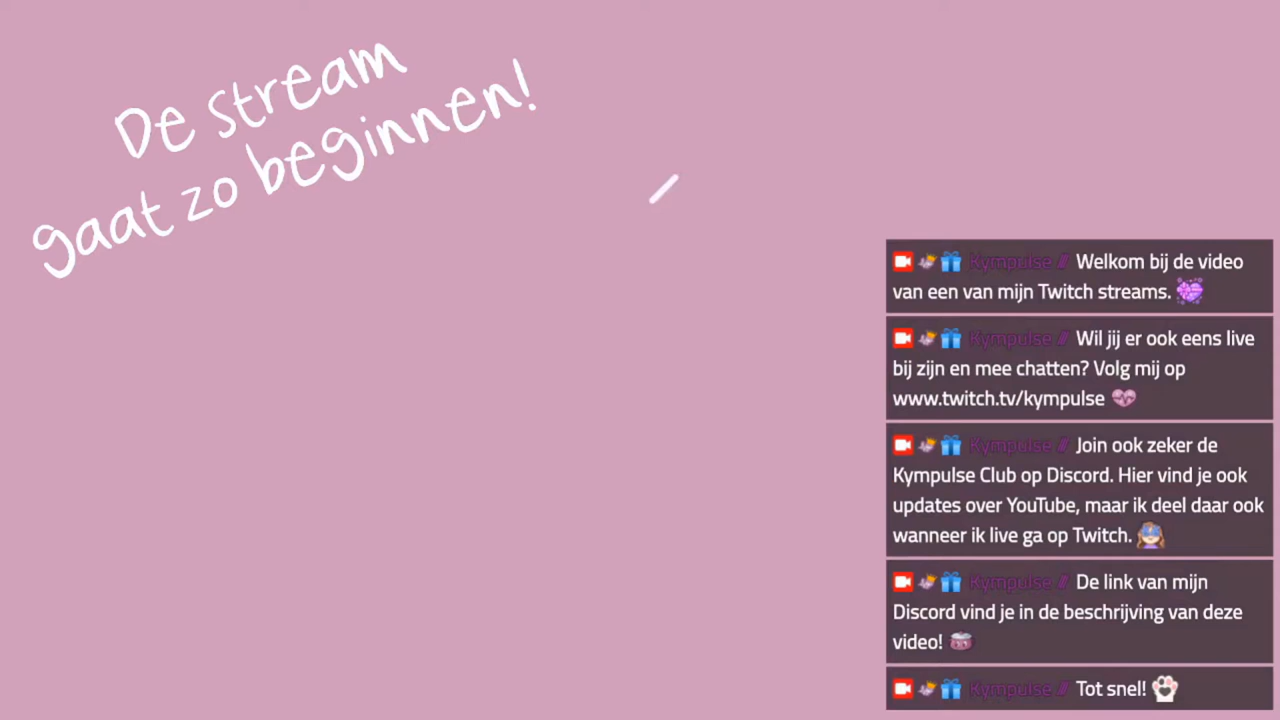 De stream
gaat zo beginnen!
Kympulse // Welkom bij de video
van een van mijn Twitch streams.
Kympulse // Wil jij er ook eens live
bij zijn en mee chatten? Volg mij op
www.twitch.tv/kympulse
Kympulse // Join ook zeker de
Kympulse Club op Discord. Hier vind je ook
updates over YouTube, maar ik deel daar ook
wanneer ik live ga op Twitch.
Kympulse // De link van mijn
Discord vind je in de beschrijving van deze
video!
Kympulse // Tot snel!